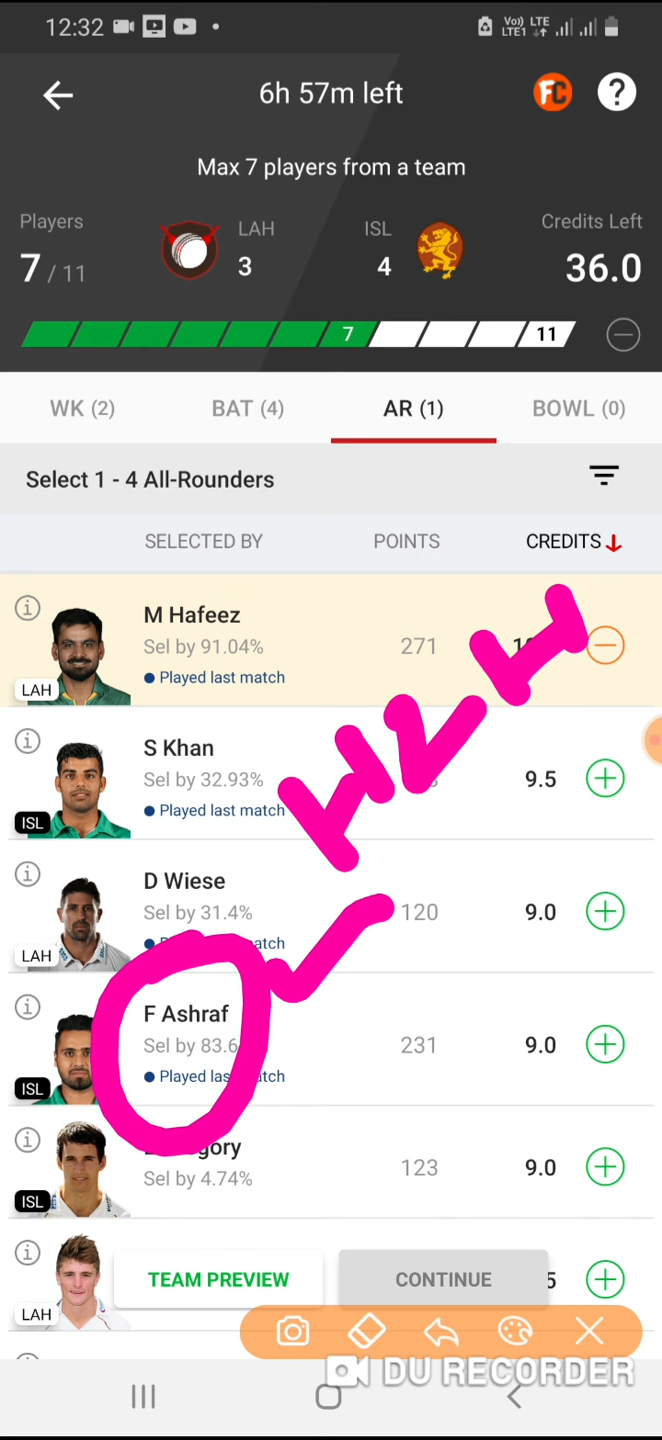 12:32
Vo)) LTE
LTE1
6h 57m left
FC
?
Max 7 players from a team
Players
LAH
ISL
Credits Left
7 / 11
3
4
36.0
7
11
WK (2)
BAT (4)
AR (1)
BOWL (0)
Select 1 - 4 All-Rounders
SELECTED BY
POINTS
CREDITS
M Hafeez
Sel by 91.04%
271
Played last match
LAH
S Khan
Sel by 32.93%
9.5
Played last match
ISL
D Wiese
Sel by 31.4%
120
9.0
LAH
F Ashraf
Sel by 83.6
231
9.0
Played
ISL
Sel by 4.74%
123
9.0
ISL
TEAM PREVIEW
CONTINUE
LAH
DU RECORDER